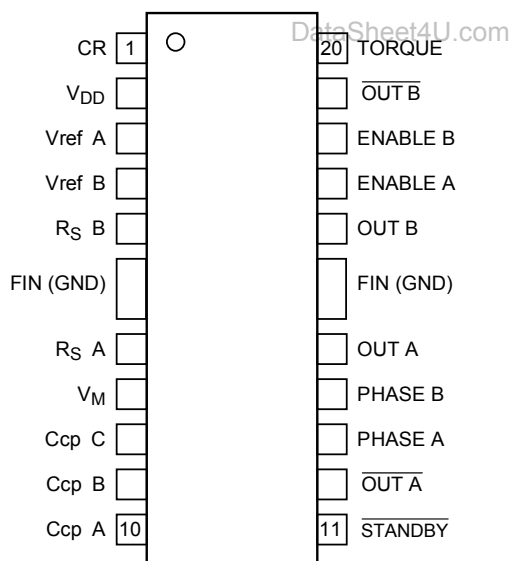 DataSheet4U.com
CR 1 20 TORQUE
VDD OUT B
Vref A ENABLE B
Vref B ENABLE A
RS B OUT B
FIN (GND) FIN (GND)
RS A OUT A
VM PHASE B
Ccp C PHASE A
Ccp B OUT A
Ccp A 10 11 STANDBY